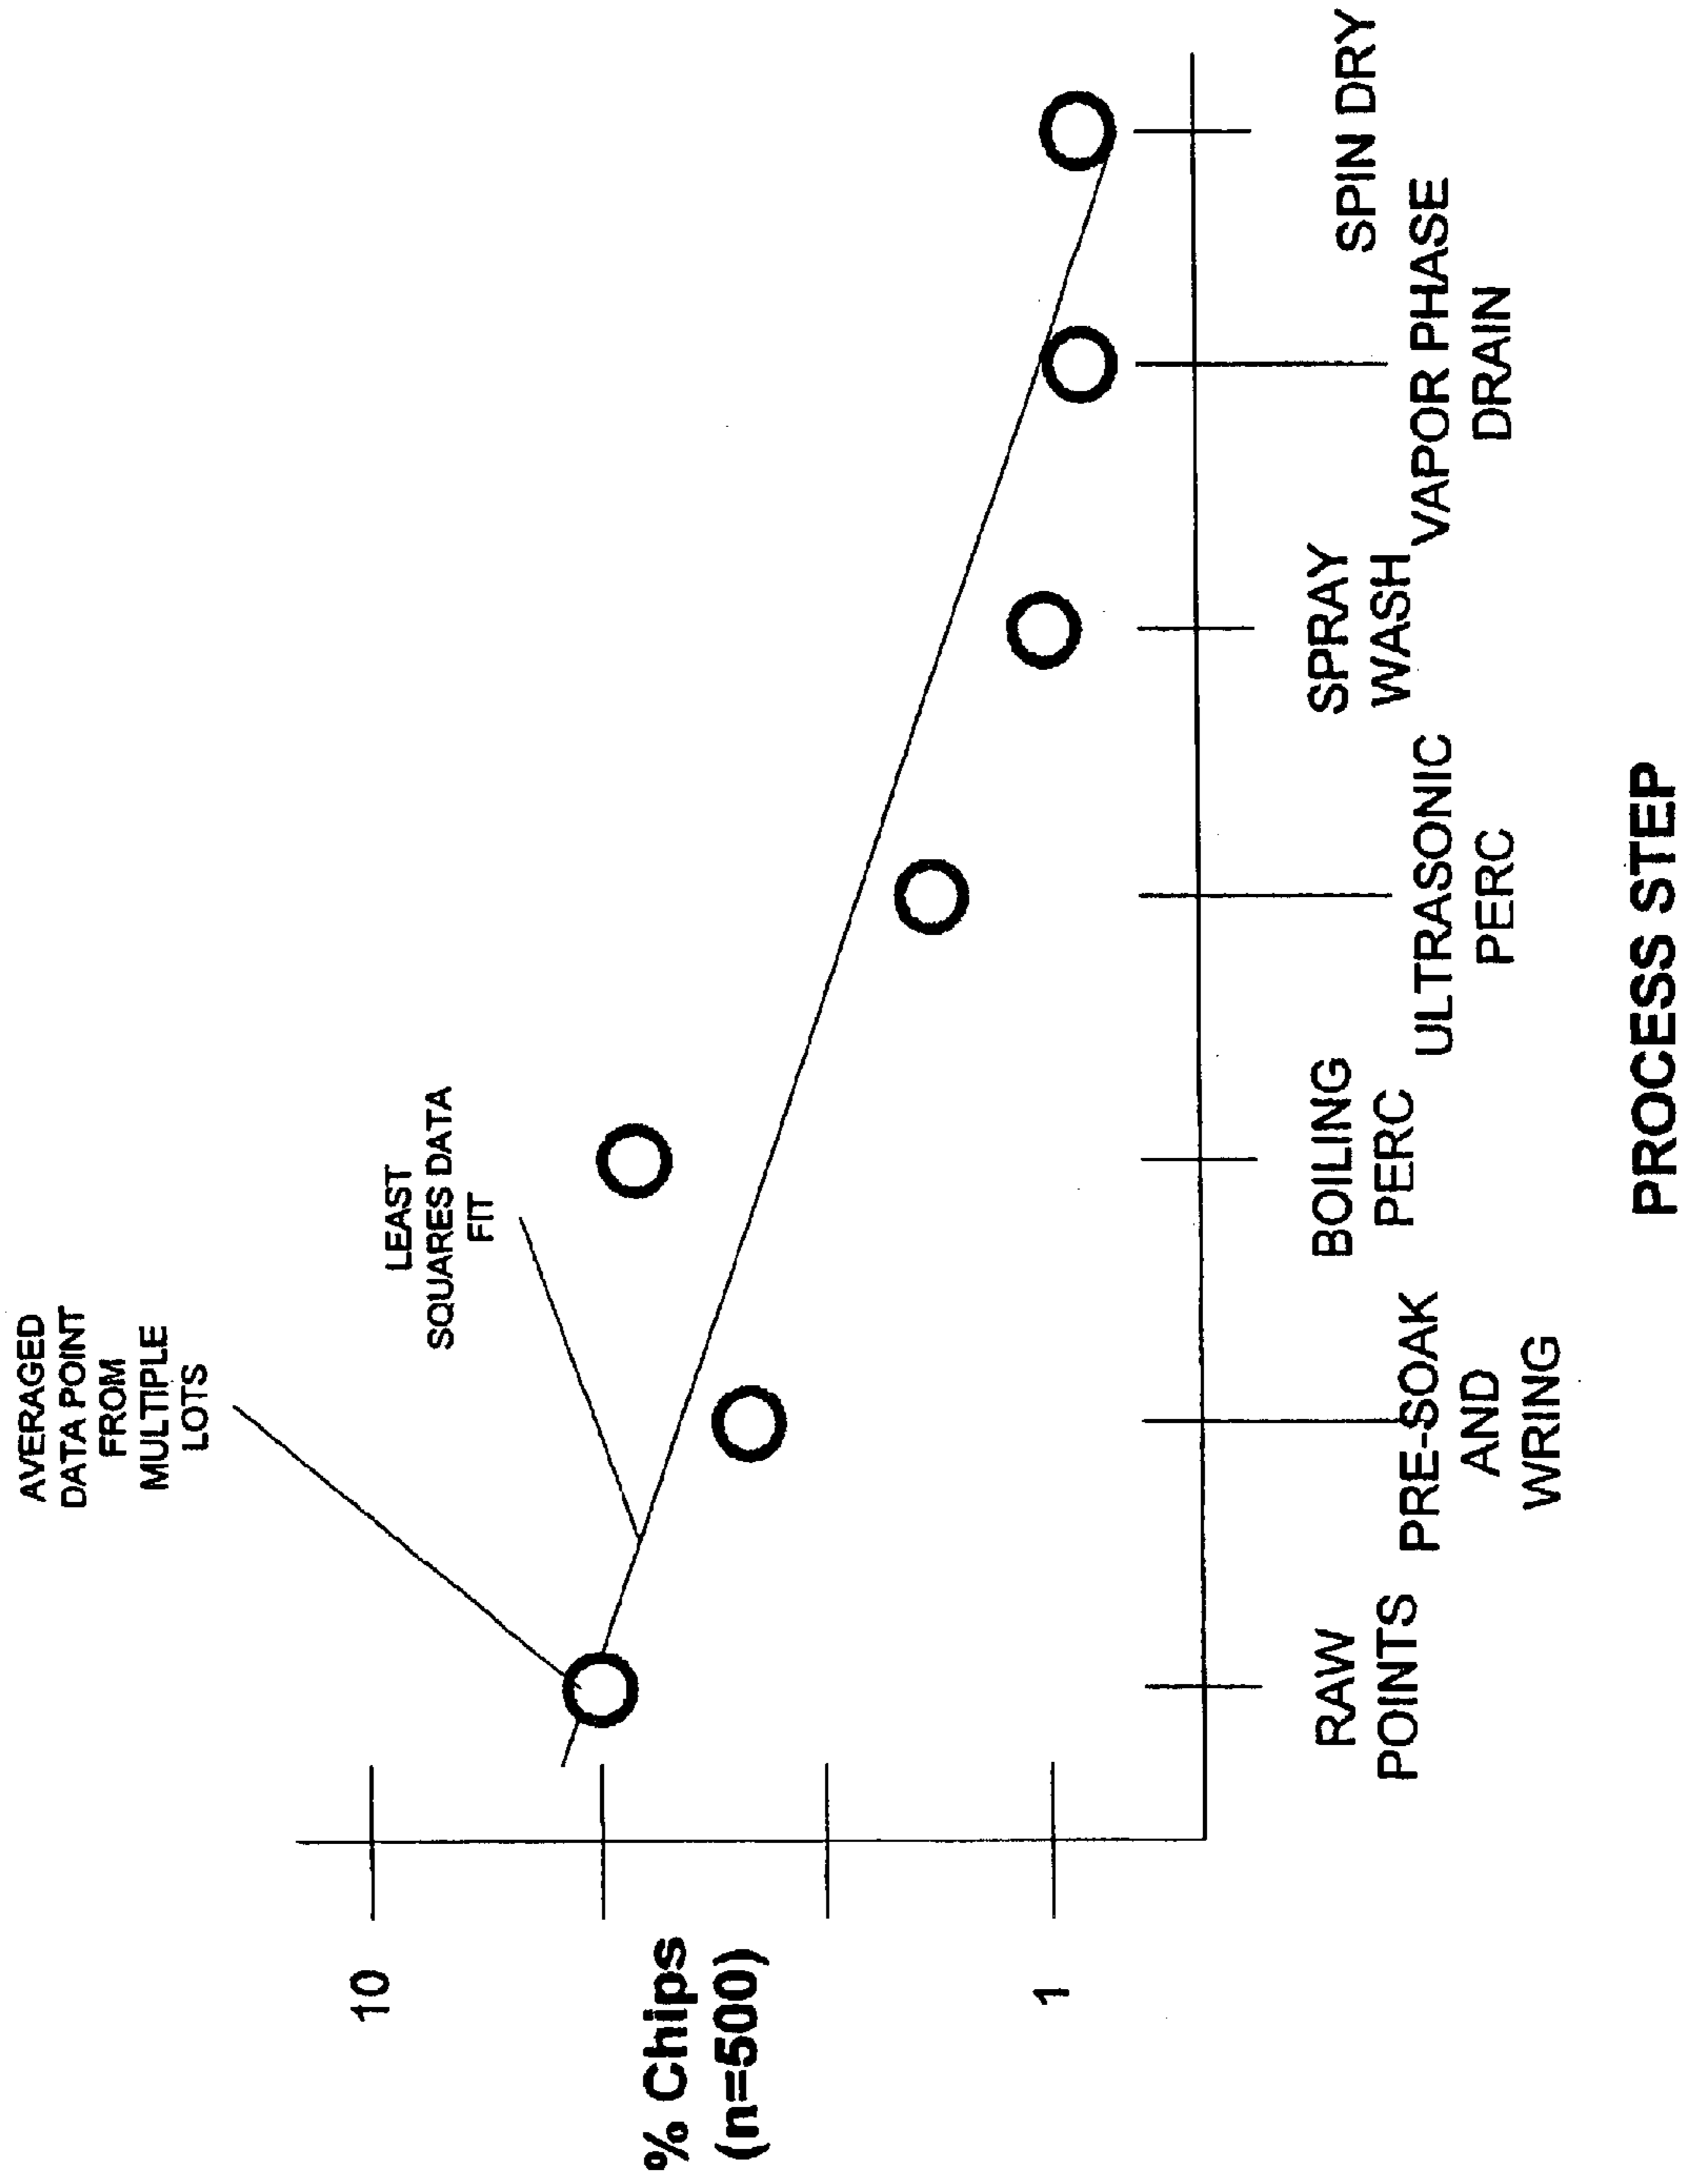 AVERAGED
DATA POINT
FROM
MULTIPLE
LOTS
LEAST
SQUARES DATA
FIT
10
% Chips
(n=500)
1
RAW
POINTS
PRE-SOAK
AND
WRING
BOILING
PERC
ULTRASONIC
PERC
SPRAY
WASH
VAPOR PHASE
DRAIN
SPIN DRY
PROCESS STEP